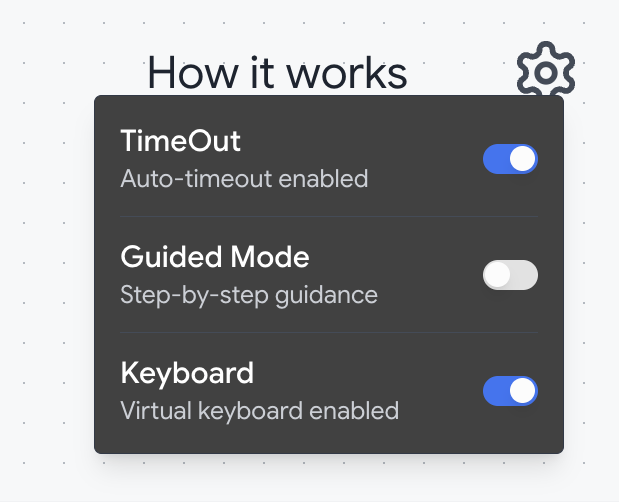 How it works
TimeOut
Auto-timeout enabled
Guided Mode
Step-by-step guidance
Keyboard
Virtual keyboard enabled